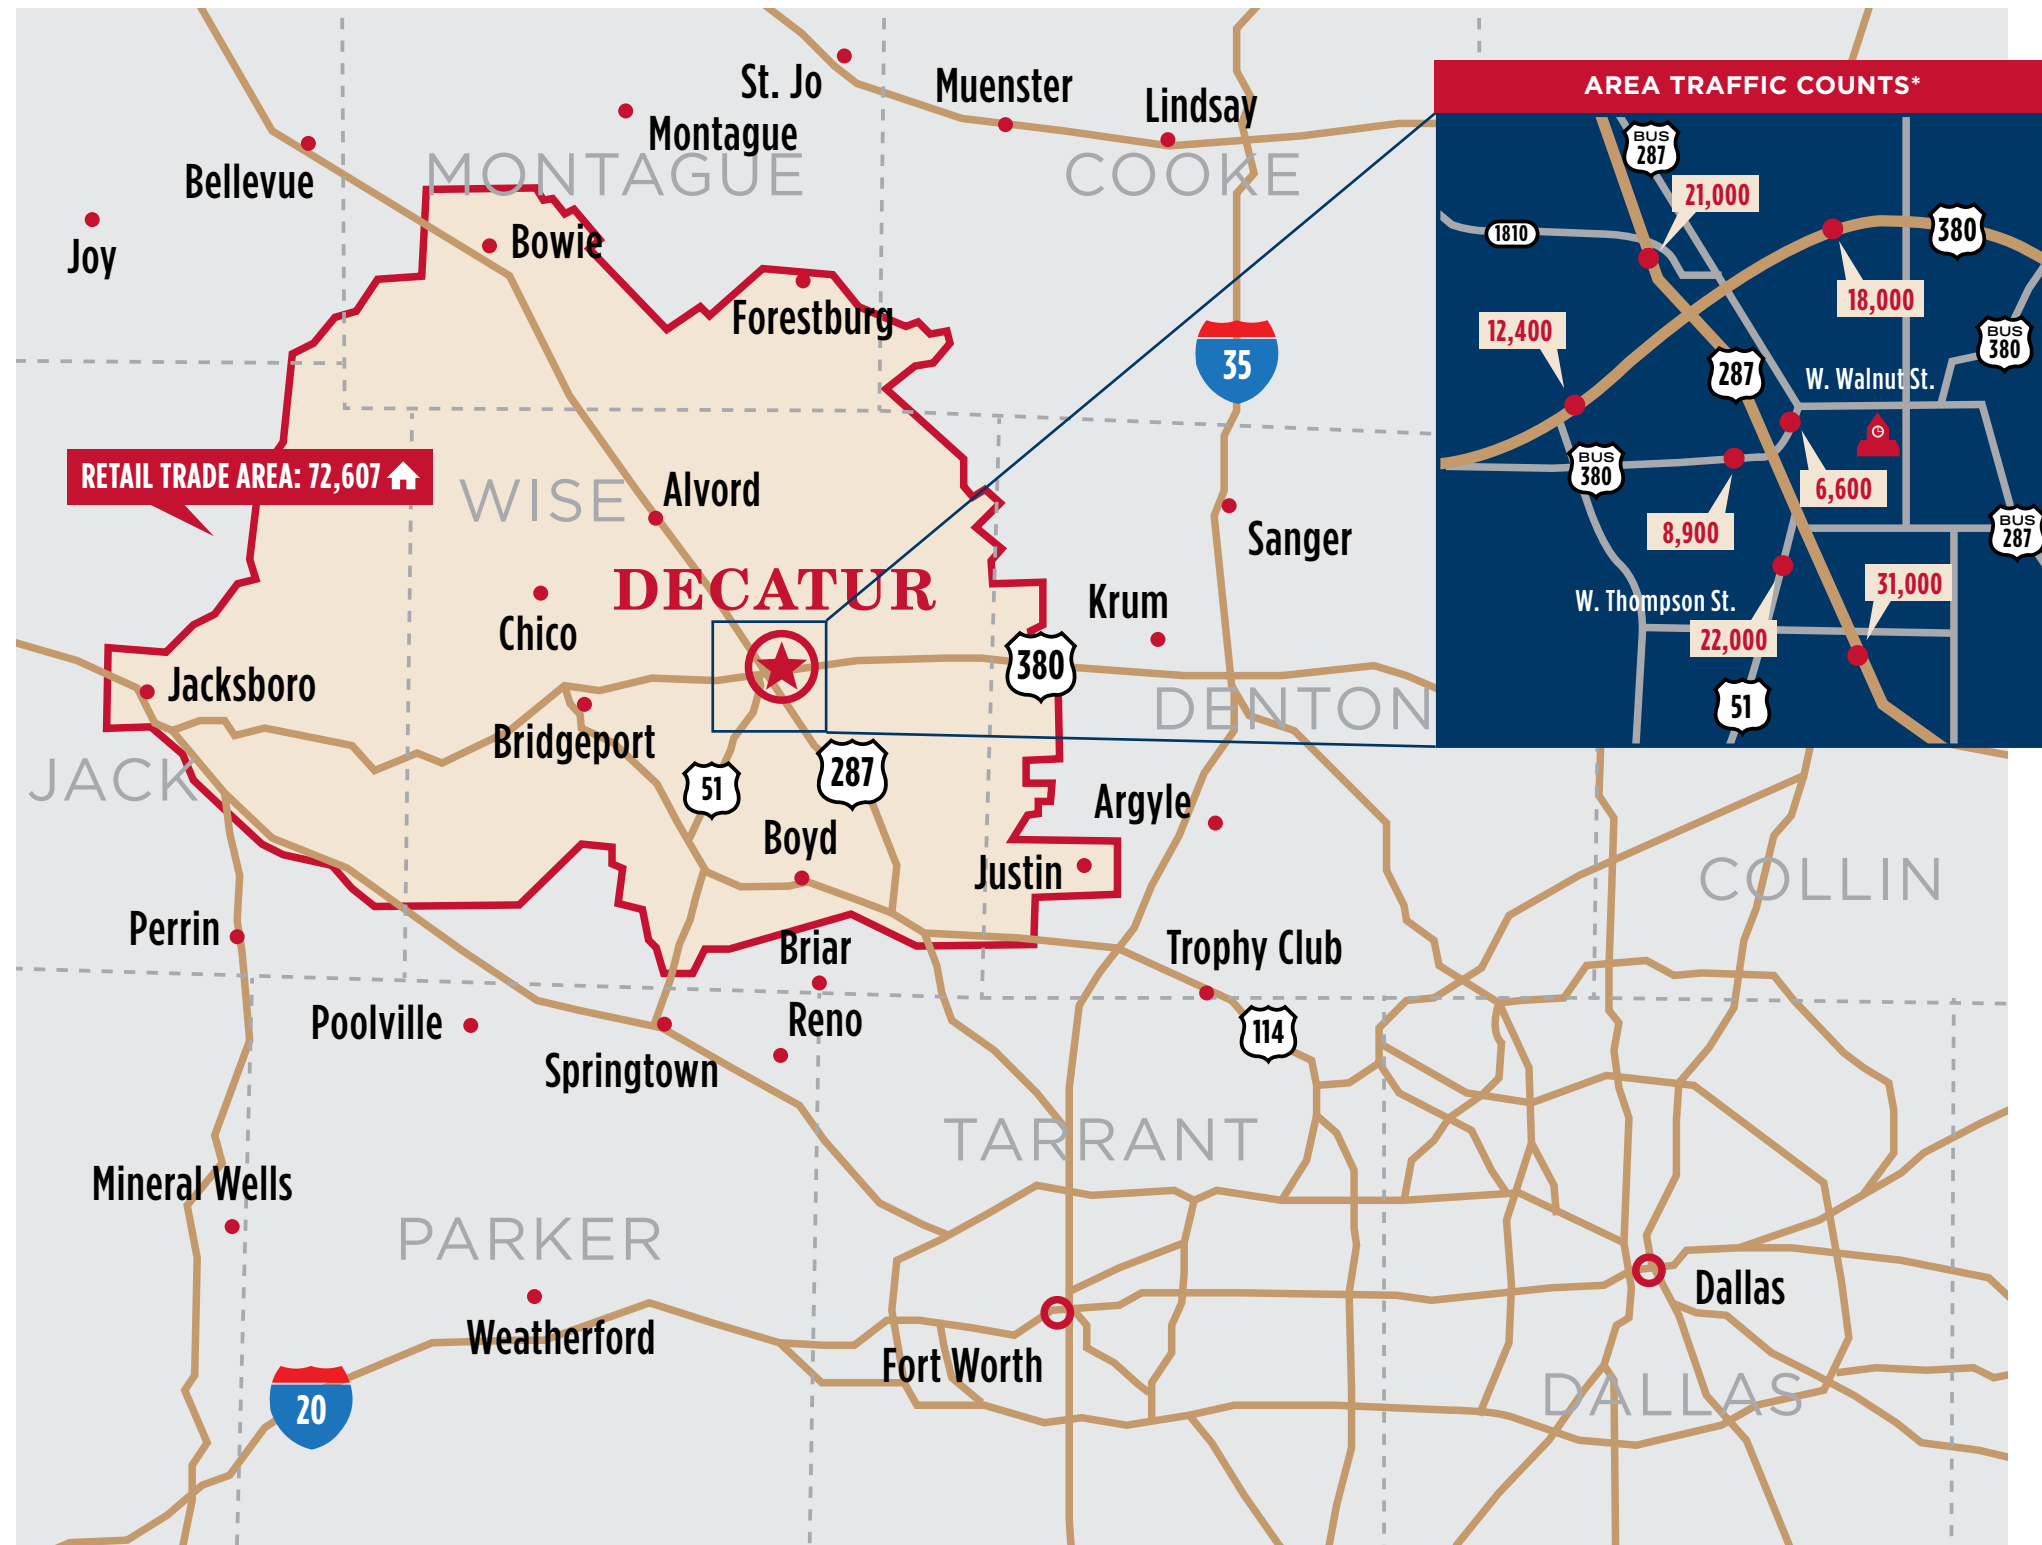 St. Jo
Muenster
Lindsay
Montague
MONTAGUE
COOKE
Bellevue
Joy
Bowie
Forestburg
35
RETAIL TRADE AREA: 72,607
WISE
Alvord
Sanger
DECATUR
Chico
Krum
380
Jacksboro
DENTON
Bridgeport
JACK
51
287
Argyle
Boyd
Justin
COLLIN
Perrin
Briar
Trophy Club
Poolville
Reno
114
Springtown
TARRANT
Mineral Wells
PARKER
Dallas
Weatherford
Fort Worth
DALLAS
20
AREA TRAFFIC COUNTS*
BUS
287
21,000
1810
380
18,000
12,400
BUS
380
287
W. Walnut St.
BUS
380
6,600
8,900
BUS
287
31,000
W. Thompson St.
22,000
51